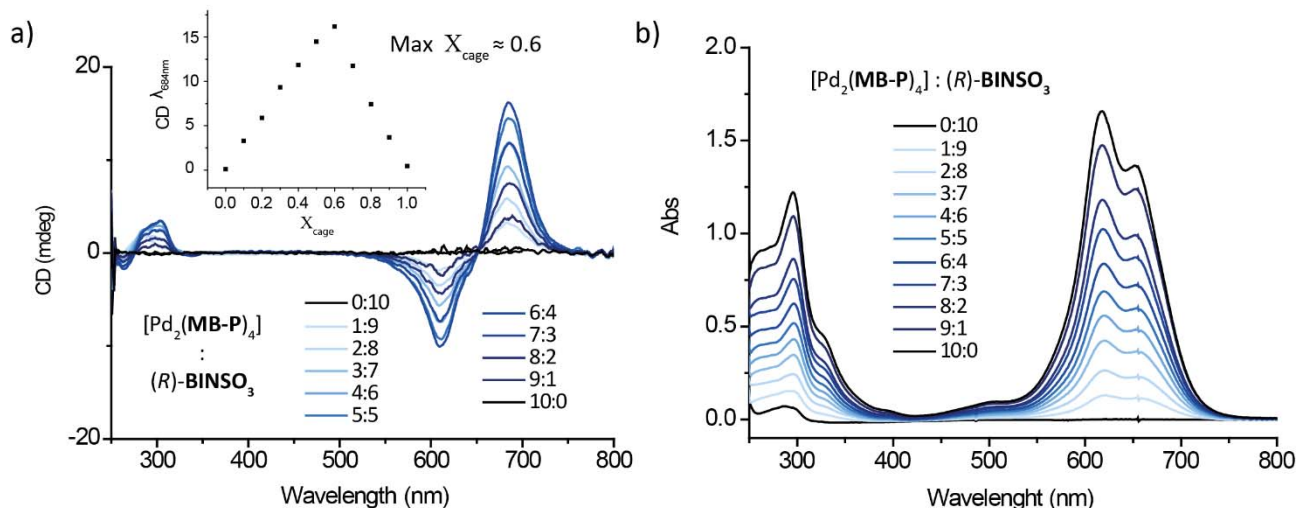 a)
CD λ684nm
15
10
5
0
0.0 0.2 0.4 0.6 0.8 1.0
Xcage
Max Xcage ≈ 0.6
CD (mdeg)
20
0
-20
300 400 500 600 700 800
Wavelength (nm)
[Pd2(MB-P)4]
:
(R)-BINSO3
0:10
1:9
2:8
3:7
4:6
5:5
6:4
7:3
8:2
9:1
10:0
b)
Abs
2.0
1.5
1.0
0.5
0.0
300 400 500 600 700 800
Wavelenght (nm)
[Pd2(MB-P)4] : (R)-BINSO3
0:10
1:9
2:8
3:7
4:6
5:5
6:4
7:3
8:2
9:1
10:0